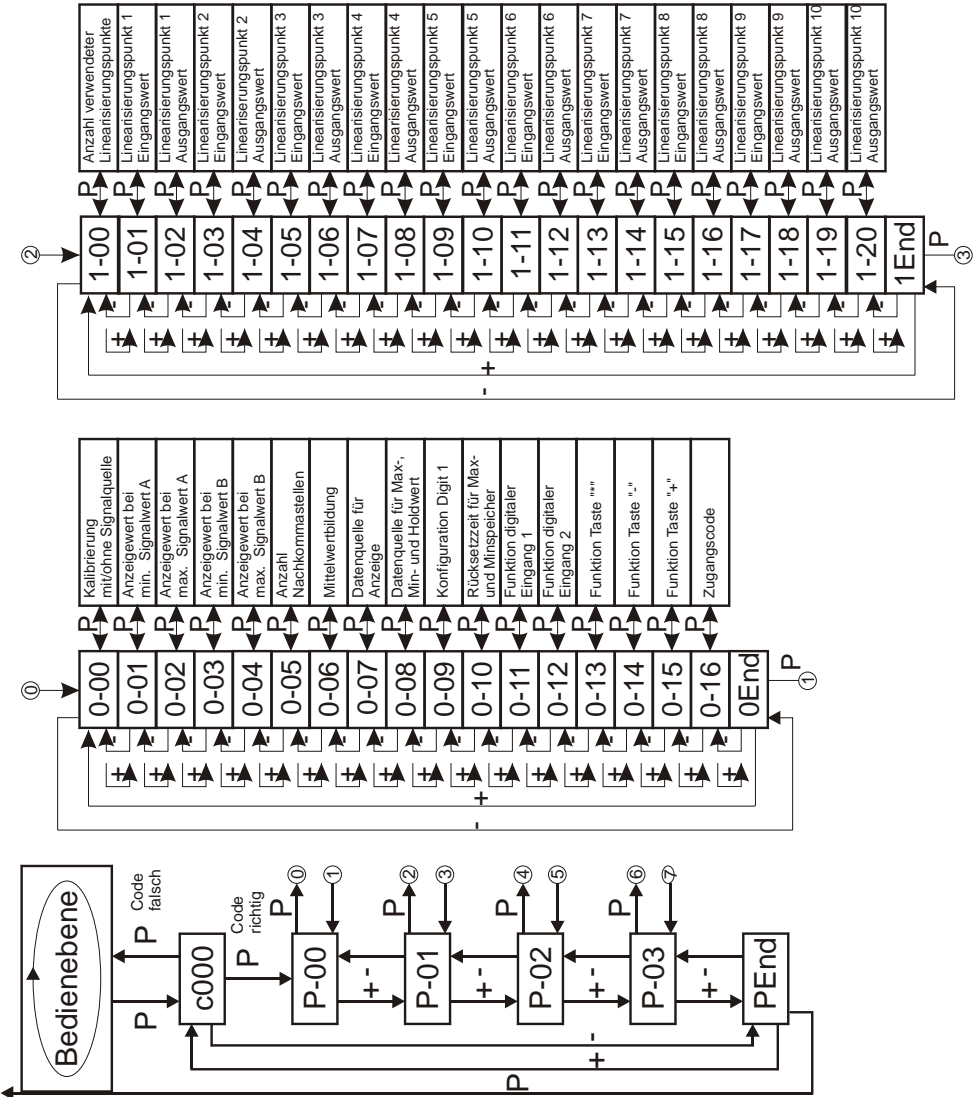 ②
1-00 P Anzahl verwendeter
Linearisierungspunkte
1-01 P Linearisierungspunkt 1
Eingangswert
1-02 P Linearisierungspunkt 1
Ausgangswert
1-03 P Linearisierungspunkt 2
Eingangswert
1-04 P Linearisierungspunkt 2
Ausgangswert
1-05 P Linearisierungspunkt 3
Eingangswert
1-06 P Linearisierungspunkt 3
Ausgangswert
1-07 P Linearisierungspunkt 4
Eingangswert
1-08 P Linearisierungspunkt 4
Ausgangswert
1-09 P Linearisierungspunkt 5
Eingangswert
1-10 P Linearisierungspunkt 5
Ausgangswert
1-11 P Linearisierungspunkt 6
Eingangswert
1-12 P Linearisierungspunkt 6
Ausgangswert
1-13 P Linearisierungspunkt 7
Eingangswert
1-14 P Linearisierungspunkt 7
Ausgangswert
1-15 P Linearisierungspunkt 8
Eingangswert
1-16 P Linearisierungspunkt 8
Ausgangswert
1-17 P Linearisierungspunkt 9
Eingangswert
1-18 P Linearisierungspunkt 9
Ausgangswert
1-19 P Linearisierungspunkt 10
Eingangswert
1-20 P Linearisierungspunkt 10
Ausgangswert
1End
P
③
+
-
⓪
0-00 P Kalibrierung
mit/ohne Signalquelle
0-01 P Anzeigewert bei
min. Signalwert A
0-02 P Anzeigewert bei
max. Signalwert A
0-03 P Anzeigewert bei
min. Signalwert B
0-04 P Anzeigewert bei
max. Signalwert B
0-05 P Anzahl
Nachkommastellen
0-06 P Mittelwertbildung
0-07 P Datenquelle für
Anzeige
0-08 P Datenquelle für Max-,
Min- und Holdwert
0-09 P Konfiguration Digit 1
0-10 P Rücksetzzeit für Max-
und Minspeicher
0-11 P Funktion digitaler
Eingang 1
0-12 P Funktion digitaler
Eingang 2
0-13 P Funktion Taste "*"
0-14 P Funktion Taste "-"
0-15 P Funktion Taste "+"
0-16 P Zugangscode
0End
P
①
+
-
Bedienebene
P
P
Code
falsch
c000
P
Code
richtig
P-00
P ⓪
①
+ -
P-01
P ②
③
+ -
P-02
P ④
⑤
+ -
P-03
P ⑥
⑦
+ -
PEnd
+ -
P